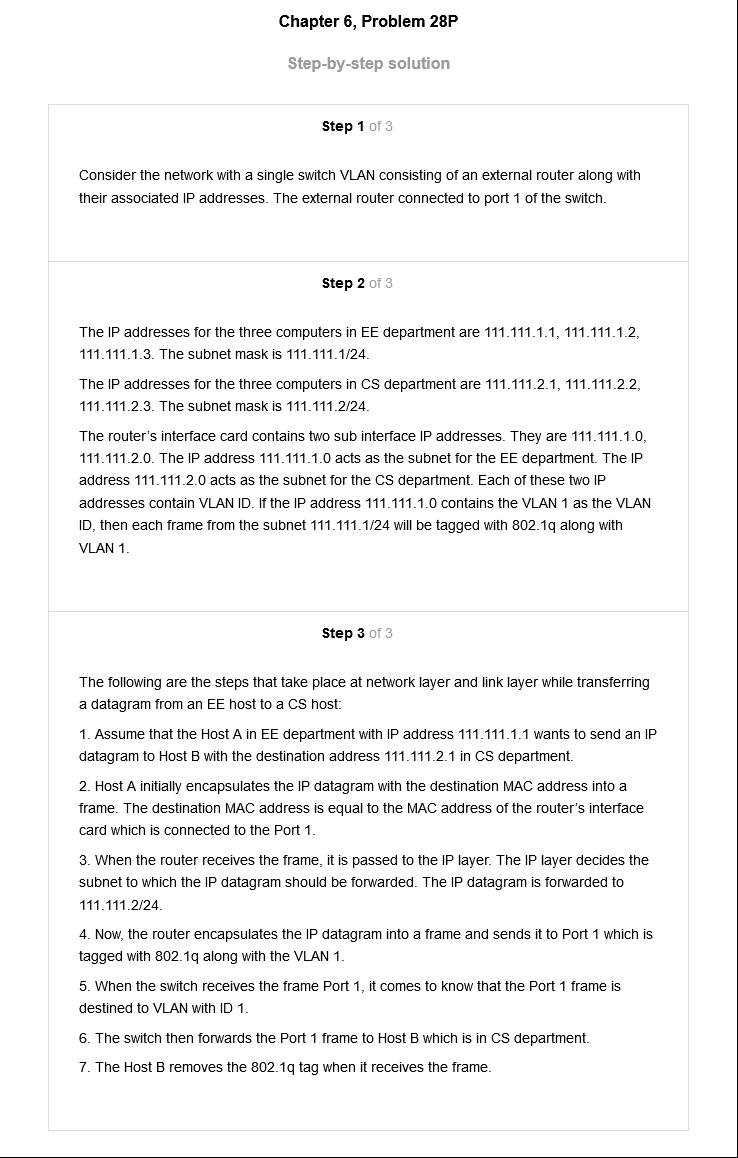 Chapter 6, Problem 28P
Step-by-step solution
Step 1 of 3
Consider the network with a single switch VLAN consisting of an external router along with
their associated IP addresses. The external router connected to port 1 of the switch.
Step 2 of 3
The IP addresses for the three computers in EE department are 111.111.1.1, 111.111.1.2,
111.111.1.3. The subnet mask is 111.111.1/24.
The IP addresses for the three computers in CS department are 111.111.2.1, 111.111.2.2,
111.111.2.3. The subnet mask is 111.111.2/24.
The router’s interface card contains two sub interface IP addresses. They are 111.111.1.0,
111.111.2.0. The IP address 111.111.1.0 acts as the subnet for the EE department. The IP
address 111.111.2.0 acts as the subnet for the CS department. Each of these two IP
addresses contain VLAN ID. If the IP address 111.111.1.0 contains the VLAN 1 as the VLAN
ID, then each frame from the subnet 111.111.1/24 will be tagged with 802.1q along with
VLAN 1.
Step 3 of 3
The following are the steps that take place at network layer and link layer while transferring
a datagram from an EE host to a CS host:
1. Assume that the Host A in EE department with IP address 111.111.1.1 wants to send an IP
datagram to Host B with the destination address 111.111.2.1 in CS department.
2. Host A initially encapsulates the IP datagram with the destination MAC address into a
frame. The destination MAC address is equal to the MAC address of the router’s interface
card which is connected to the Port 1.
3. When the router receives the frame, it is passed to the IP layer. The IP layer decides the
subnet to which the IP datagram should be forwarded. The IP datagram is forwarded to
111.111.2/24.
4. Now, the router encapsulates the IP datagram into a frame and sends it to Port 1 which is
tagged with 802.1q along with the VLAN 1.
5. When the switch receives the frame Port 1, it comes to know that the Port 1 frame is
destined to VLAN with ID 1.
6. The switch then forwards the Port 1 frame to Host B which is in CS department.
7. The Host B removes the 802.1q tag when it receives the frame.